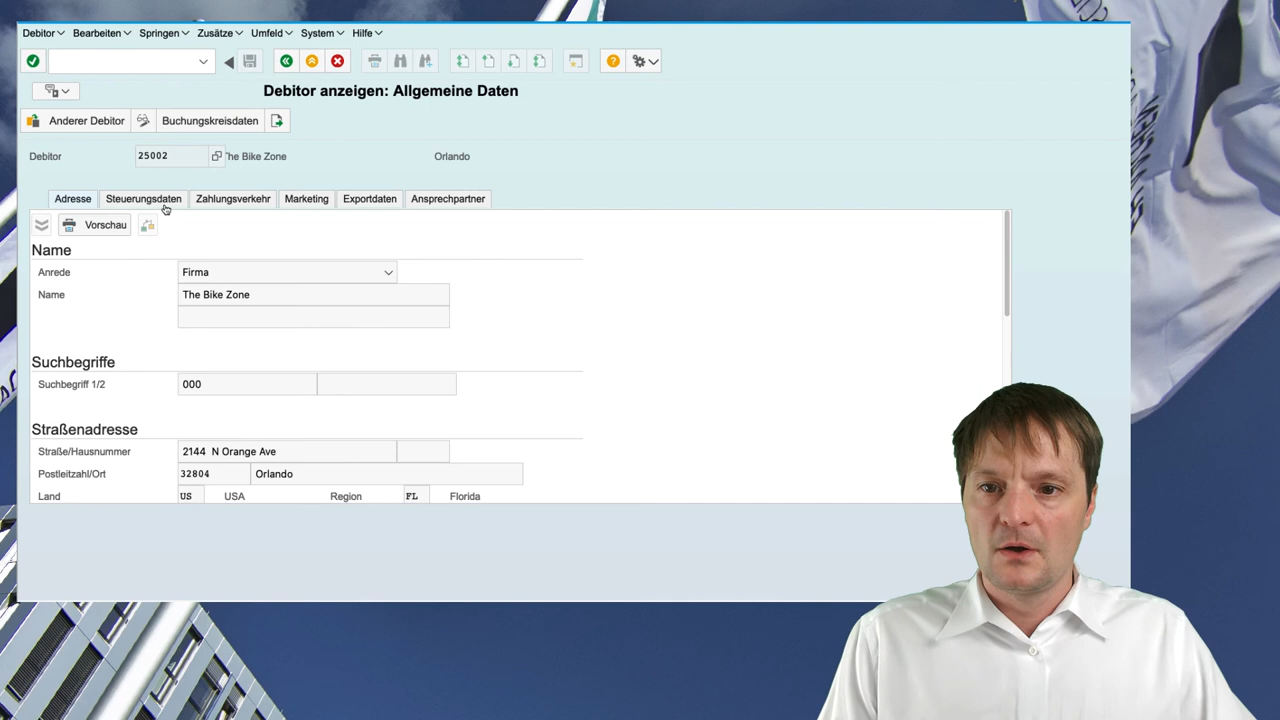 Debitor Bearbeiten Springen Zusätze Umfeld System Hilfe
Debitor anzeigen: Allgemeine Daten
Anderer Debitor Buchungskreisdaten
Debitor 25002 The Bike Zone Orlando
Adresse Steuerungsdaten Zahlungsverkehr Marketing Exportdaten Ansprechpartner
Vorschau
Name
Anrede Firma
Name The Bike Zone
Suchbegriffe
Suchbegriff 1/2 000
Straßenadresse
Straße/Hausnummer 2144 N Orange Ave
Postleitzahl/Ort 32804 Orlando
Land US USA Region FL Florida